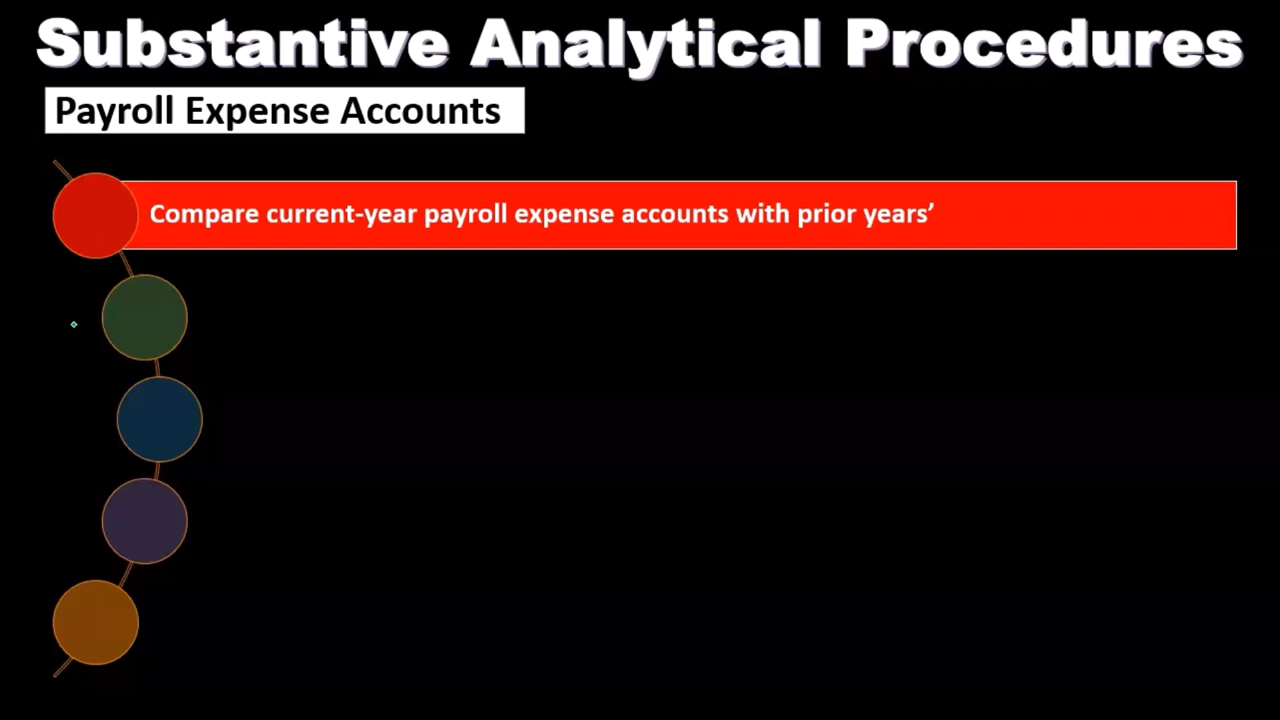 Substantive Analytical Procedures
Payroll Expense Accounts
Compare current-year payroll expense accounts with prior years’